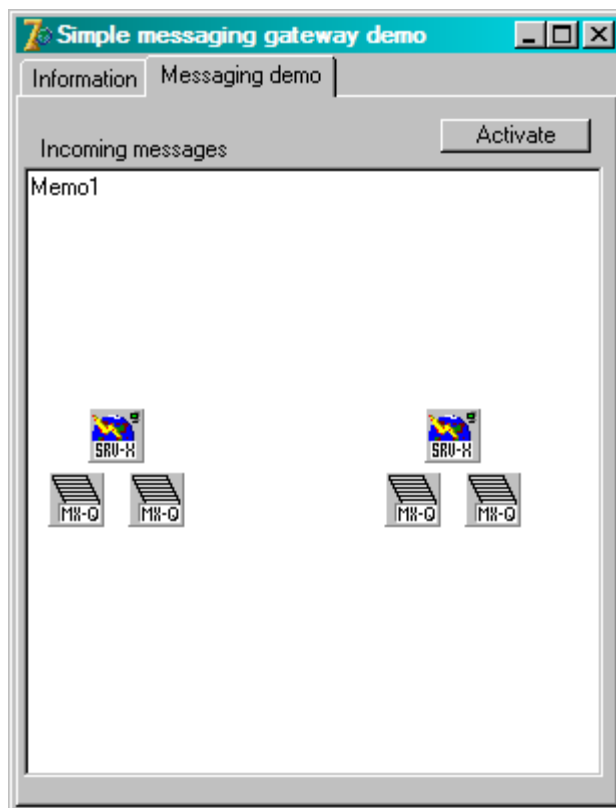 Simple messaging gateway demo
Information Messaging demo
Incoming messages Activate
Memo1
SRV-X SRV-X
MX-Q MX-Q MX-Q MX-Q